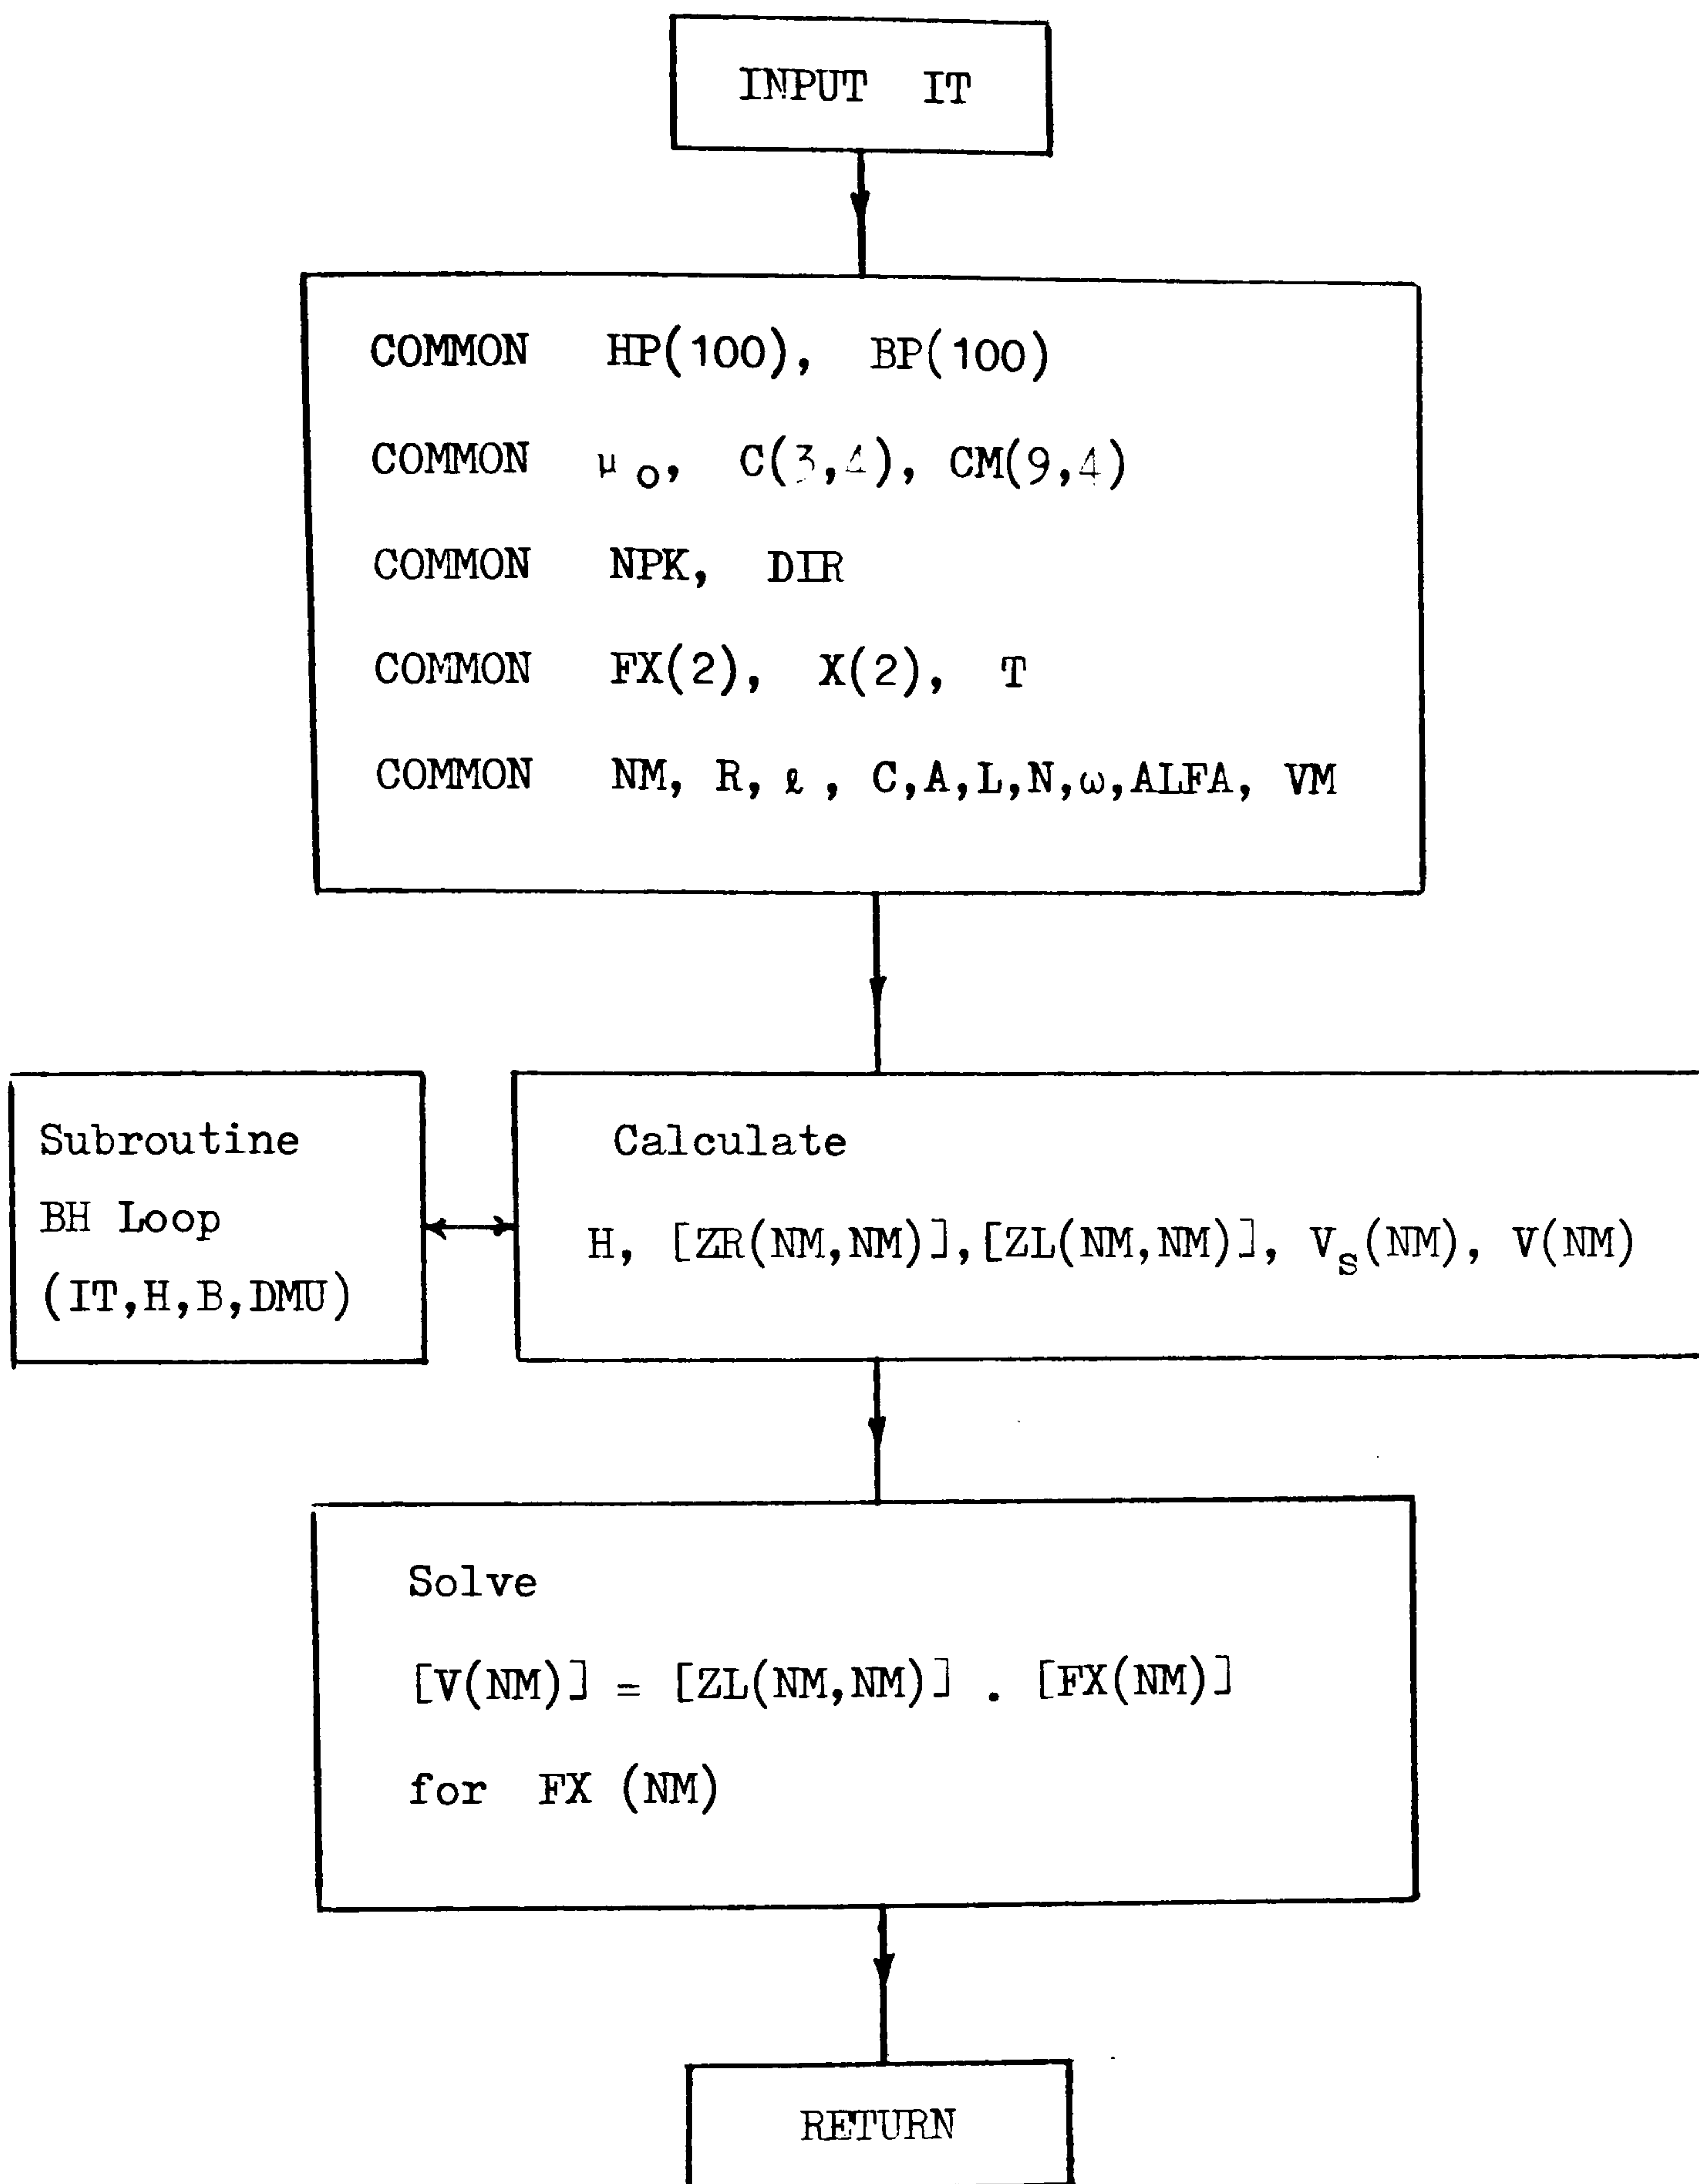 INPUT IT
COMMON HP(100), BP(100)
COMMON μo, C(3,4), CM(9,4)
COMMON NPK, DIR
COMMON FX(2), X(2), T
COMMON NM, R, ℓ, C,A,L,N,ω,ALFA, VM
Subroutine
BH Loop
(IT,H,B,DMU)
Calculate
H, [ZR(NM,NM)],[ZL(NM,NM)], Vs(NM), V(NM)
Solve
[V(NM)] = [ZL(NM,NM)] . [FX(NM)]
for FX (NM)
RETURN